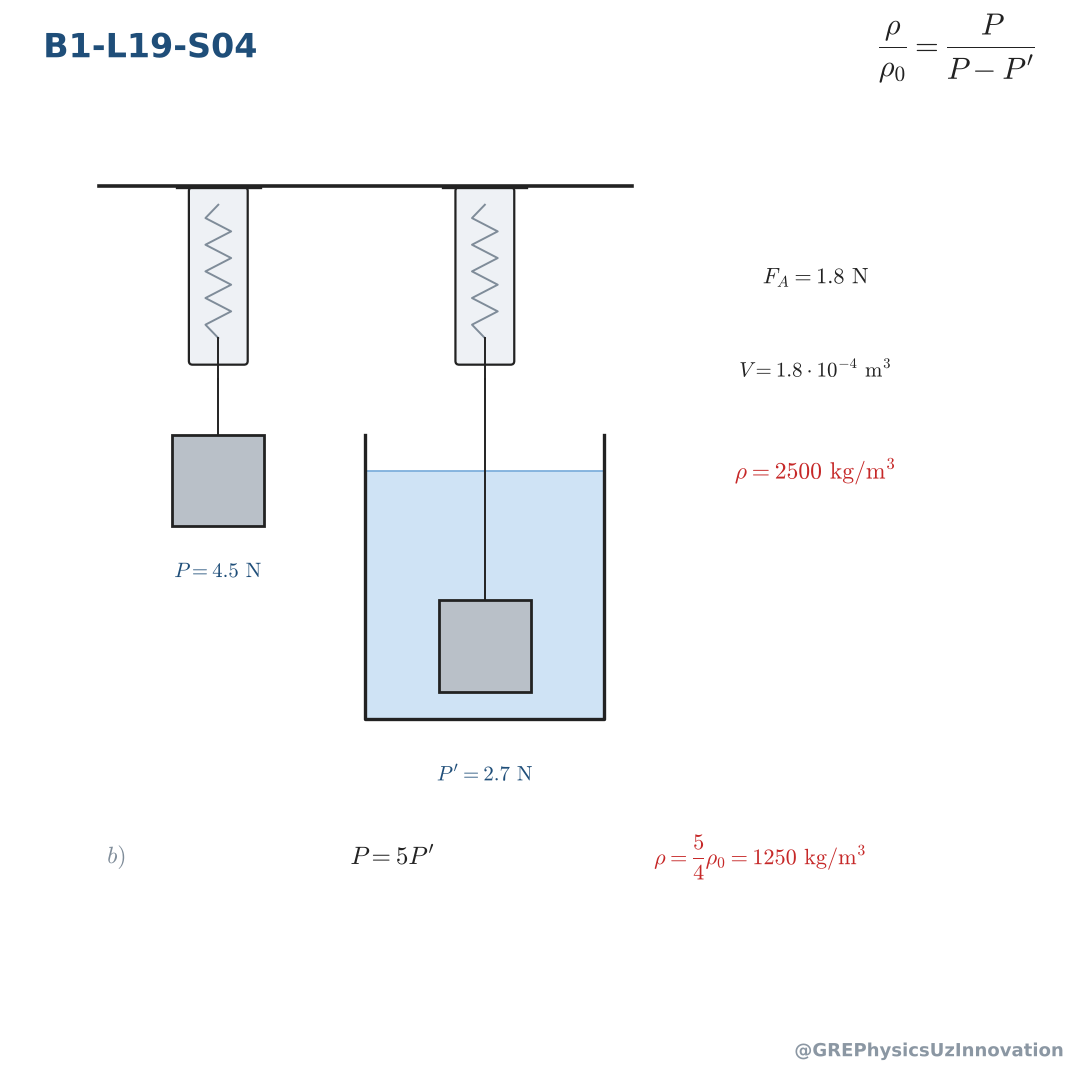 B1-L19-S04
ρ/ρ₀ = P/(P − P′)
F_A = 1.8 N
V = 1.8 · 10⁻⁴ m³
ρ = 2500 kg/m³
P = 4.5 N
P′ = 2.7 N
b) P = 5P′ ρ = 5/4 ρ₀ = 1250 kg/m³
@GREPhysicsUzInnovation